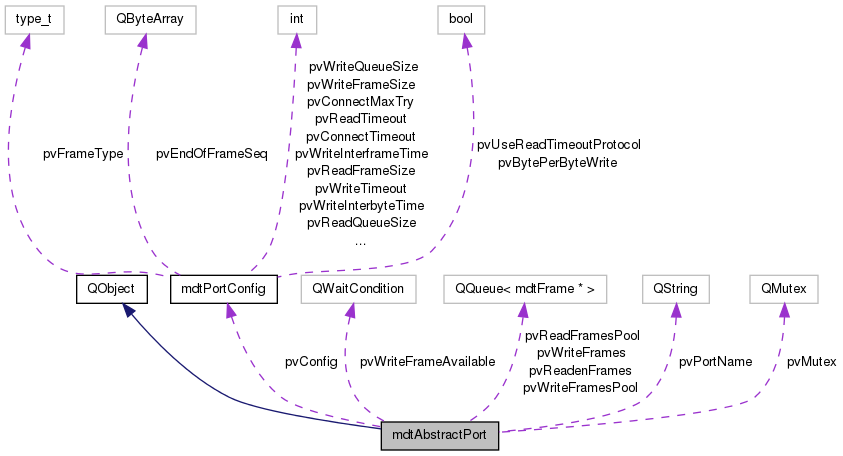 type_t
QByteArray
int
bool
pvFrameType
pvEndOfFrameSeq
pvWriteQueueSize
pvWriteFrameSize
pvConnectMaxTry
pvReadTimeout
pvConnectTimeout
pvWriteInterframeTime
pvReadFrameSize
pvWriteTimeout
pvWriteInterbyteTime
pvReadQueueSize
...
pvUseReadTimeoutProtocol
pvBytePerByteWrite
QObject
mdtPortConfig
QWaitCondition
QQueue< mdtFrame * >
QString
QMutex
pvConfig
pvWriteFrameAvailable
pvReadFramesPool
pvWriteFrames
pvReadenFrames
pvWriteFramesPool
pvPortName
pvMutex
mdtAbstractPort